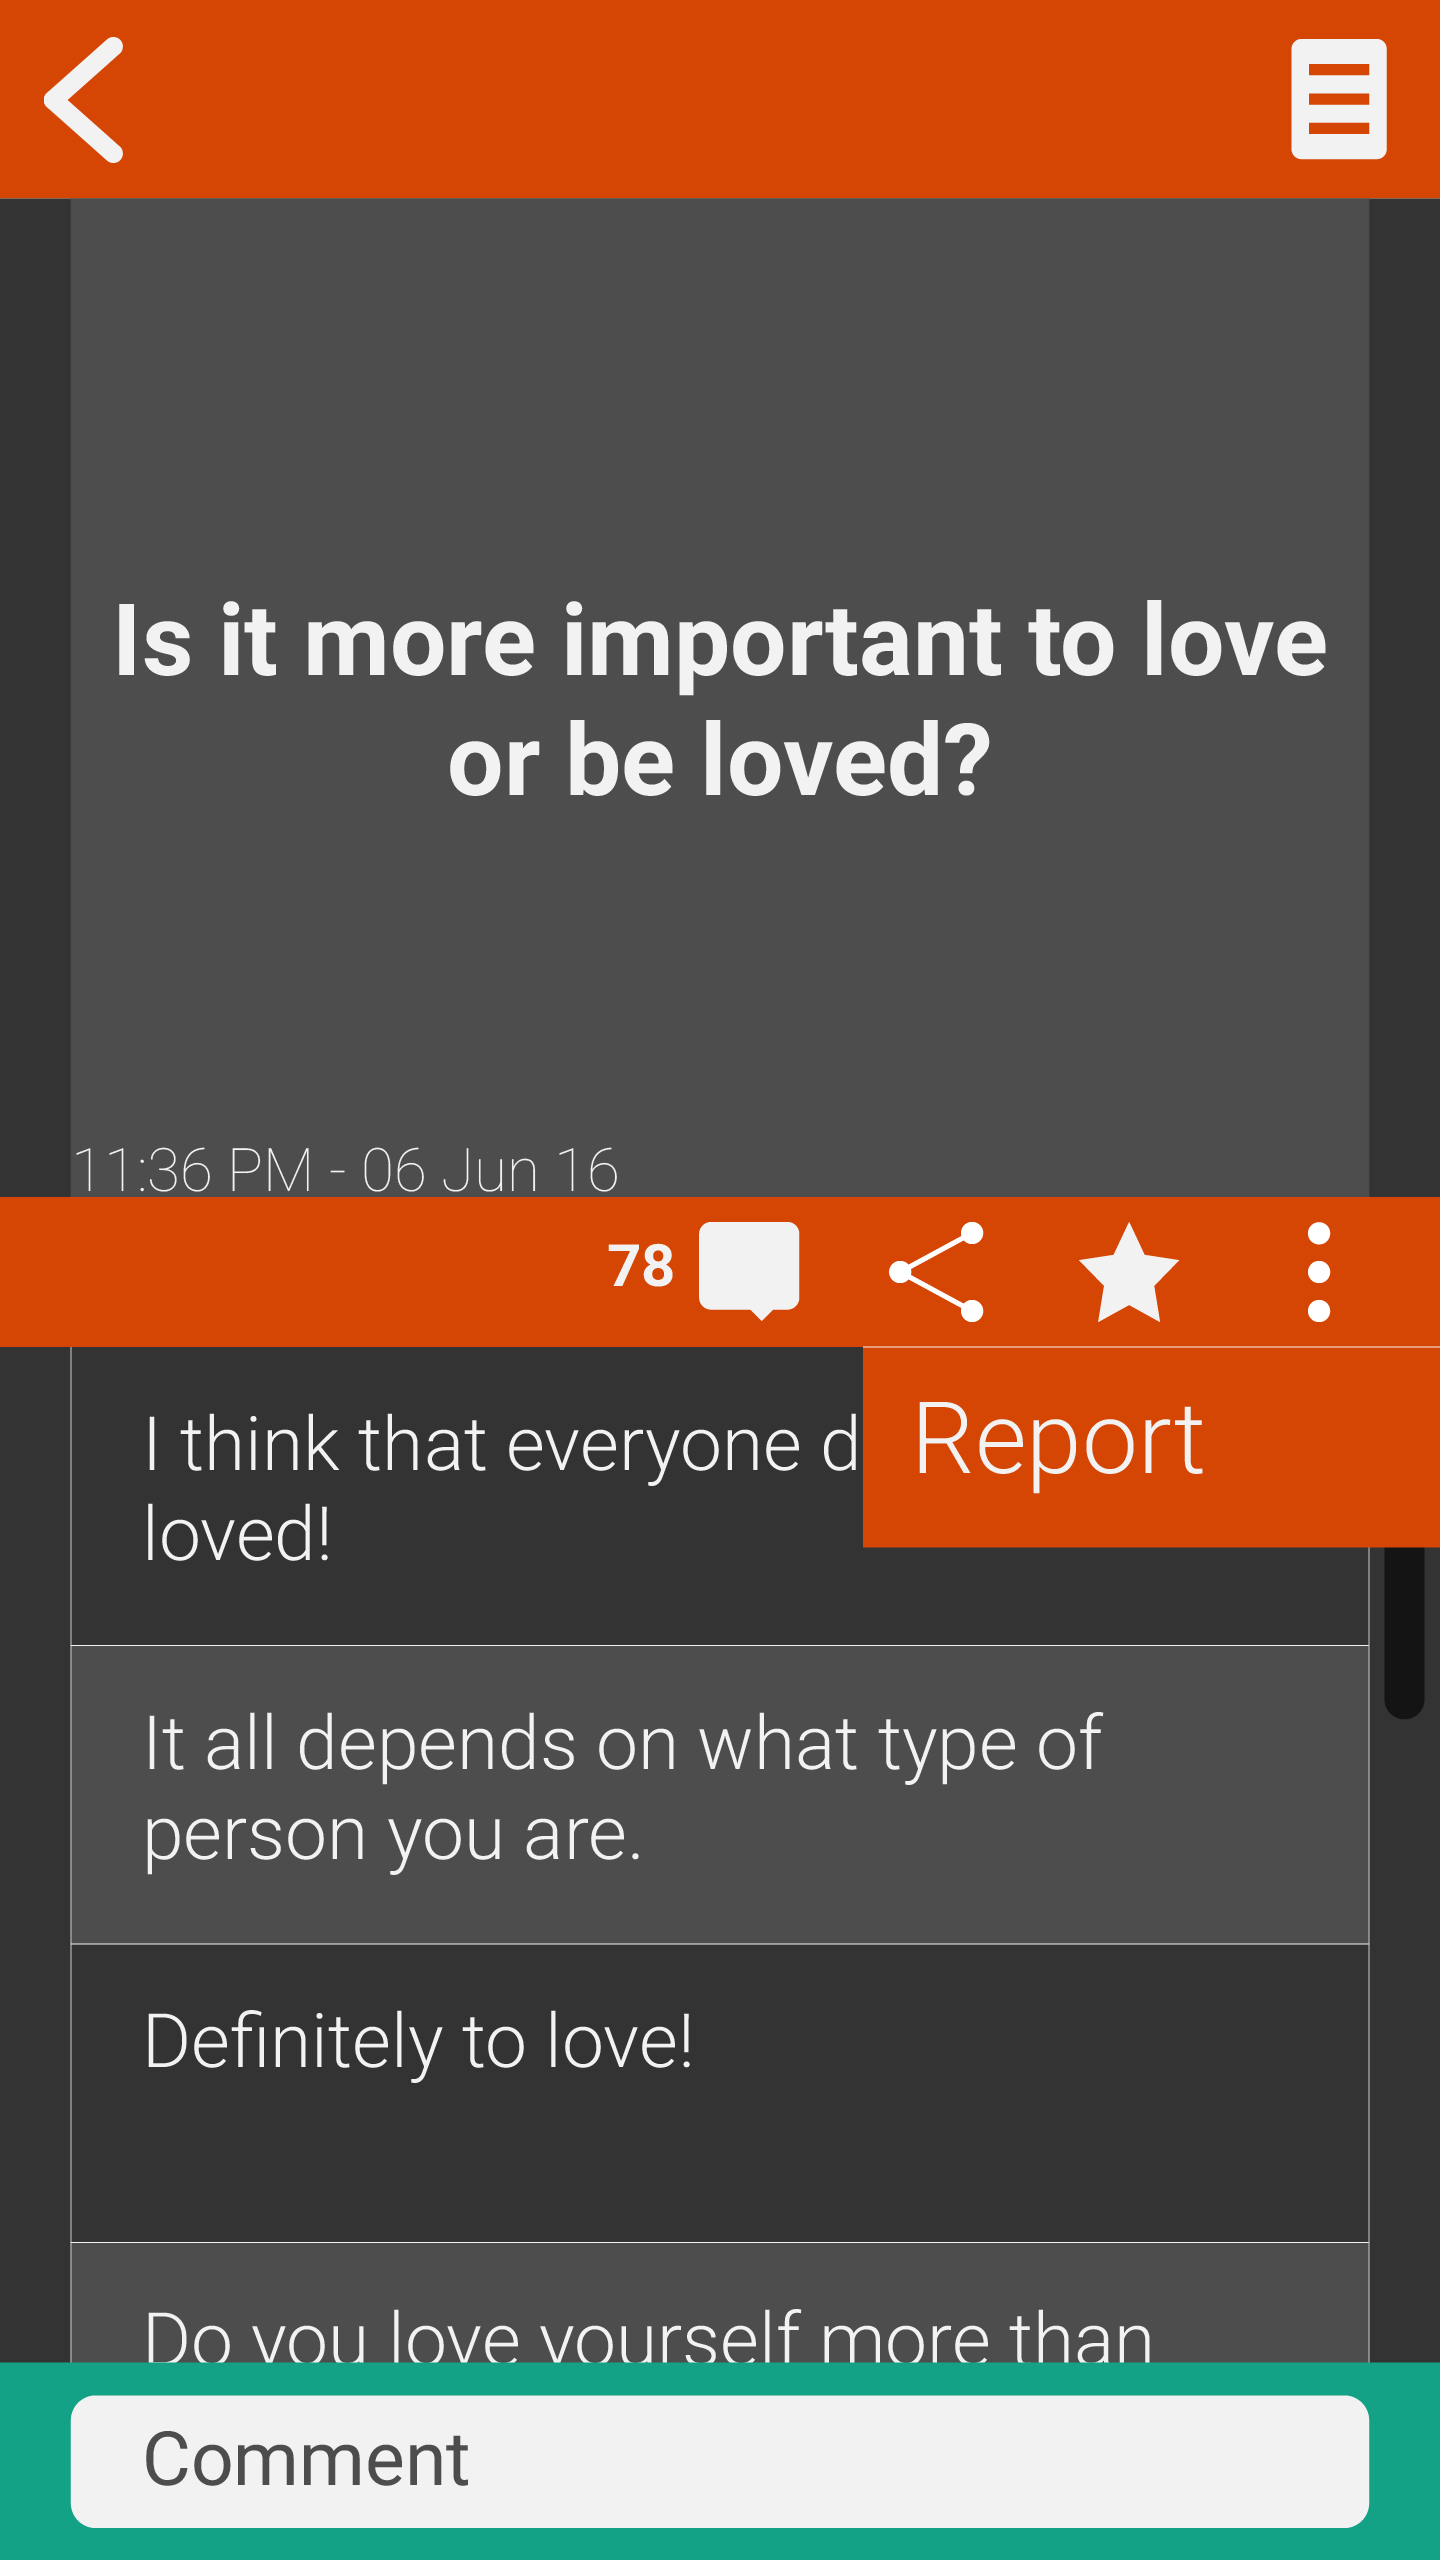 Is it more important to love
or be loved?
11:36 PM - 06 Jun 16
78
Report
I think that everyone d
loved!
It all depends on what type of
person you are.
Definitely to love!
Do you love yourself more than
Comment